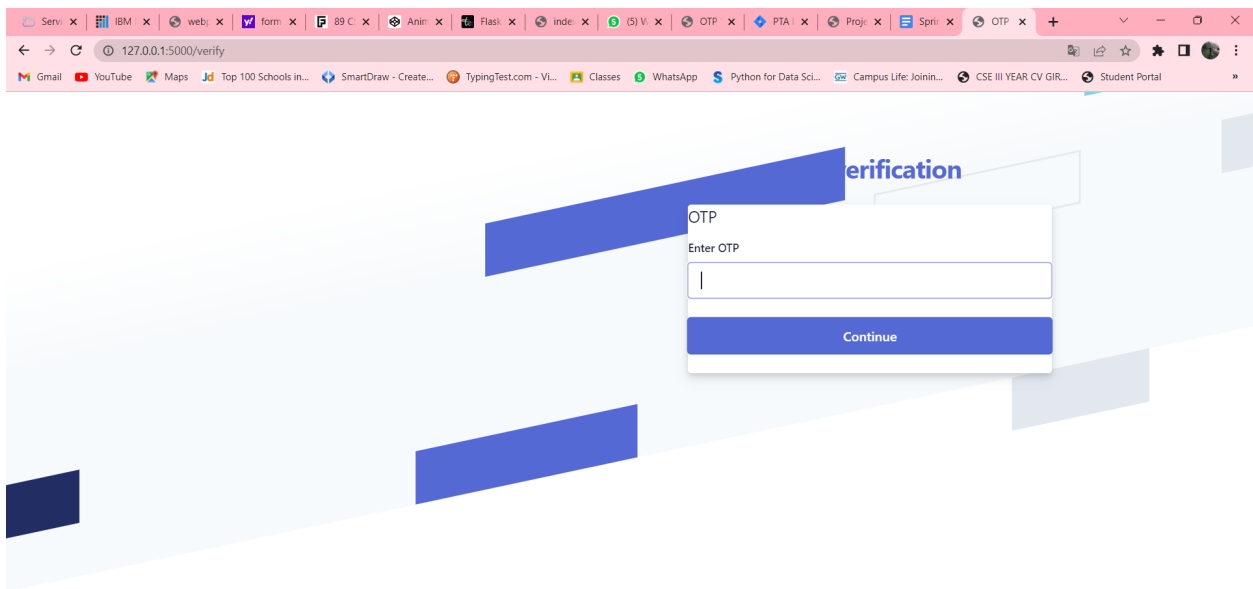 Servi
IBM
web
form
89 C
Anim
Flask
inde
(5) W
OTP
PTA
Proje
Sprin
OTP
127.0.0.1:5000/verify
Gmail
YouTube
Maps
Top 100 Schools in...
SmartDraw - Create...
TypingTest.com - Vi...
Classes
WhatsApp
Python for Data Sci...
Campus Life: Joinin...
CSE III YEAR CV GIR...
Student Portal
»
erification
OTP
Enter OTP
Continue